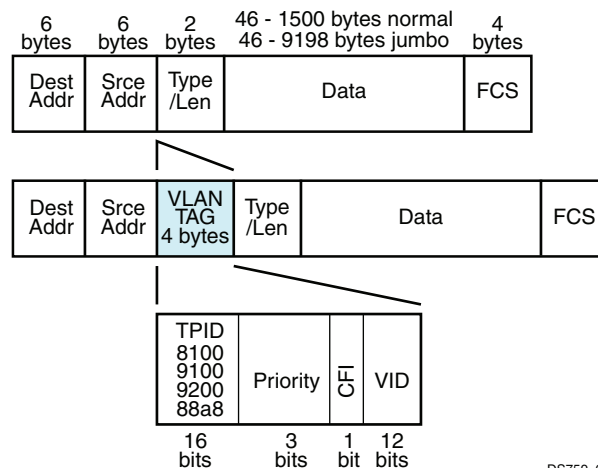 6 bytes
6 bytes
2 bytes
46 - 1500 bytes normal
46 - 9198 bytes jumbo
4 bytes
Dest Addr
Srce Addr
Type /Len
Data
FCS
Dest Addr
Srce Addr
VLAN TAG 4 bytes
Type /Len
Data
FCS
TPID
8100
9100
9200
88a8
Priority
CFI
VID
16 bits
3 bits
1 bit
12 bits